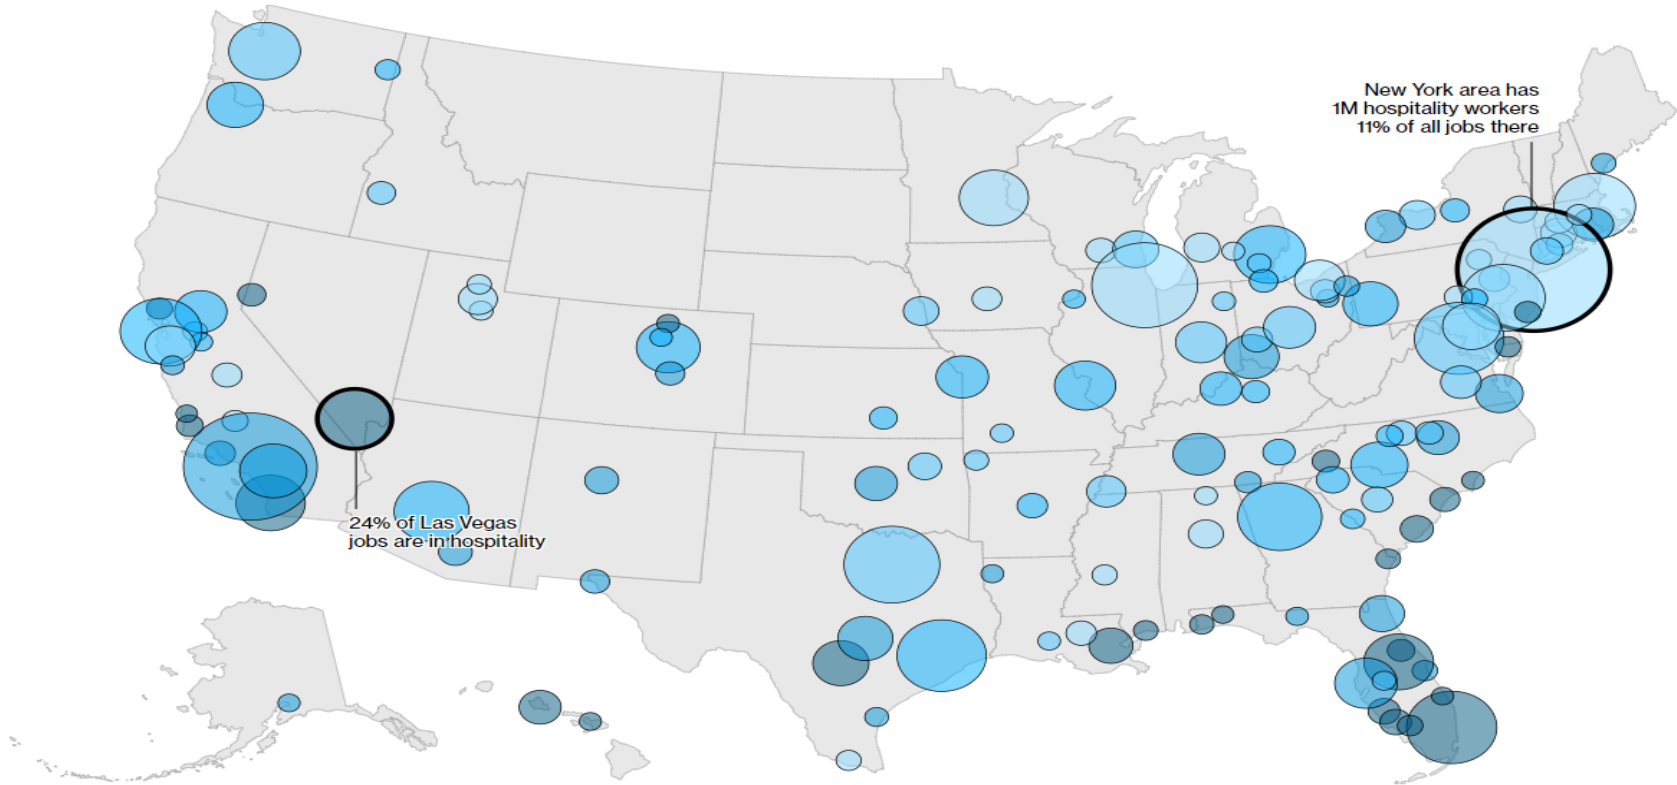 New York area has
1M hospitality workers
11% of all jobs there
24% of Las Vegas
jobs are in hospitality